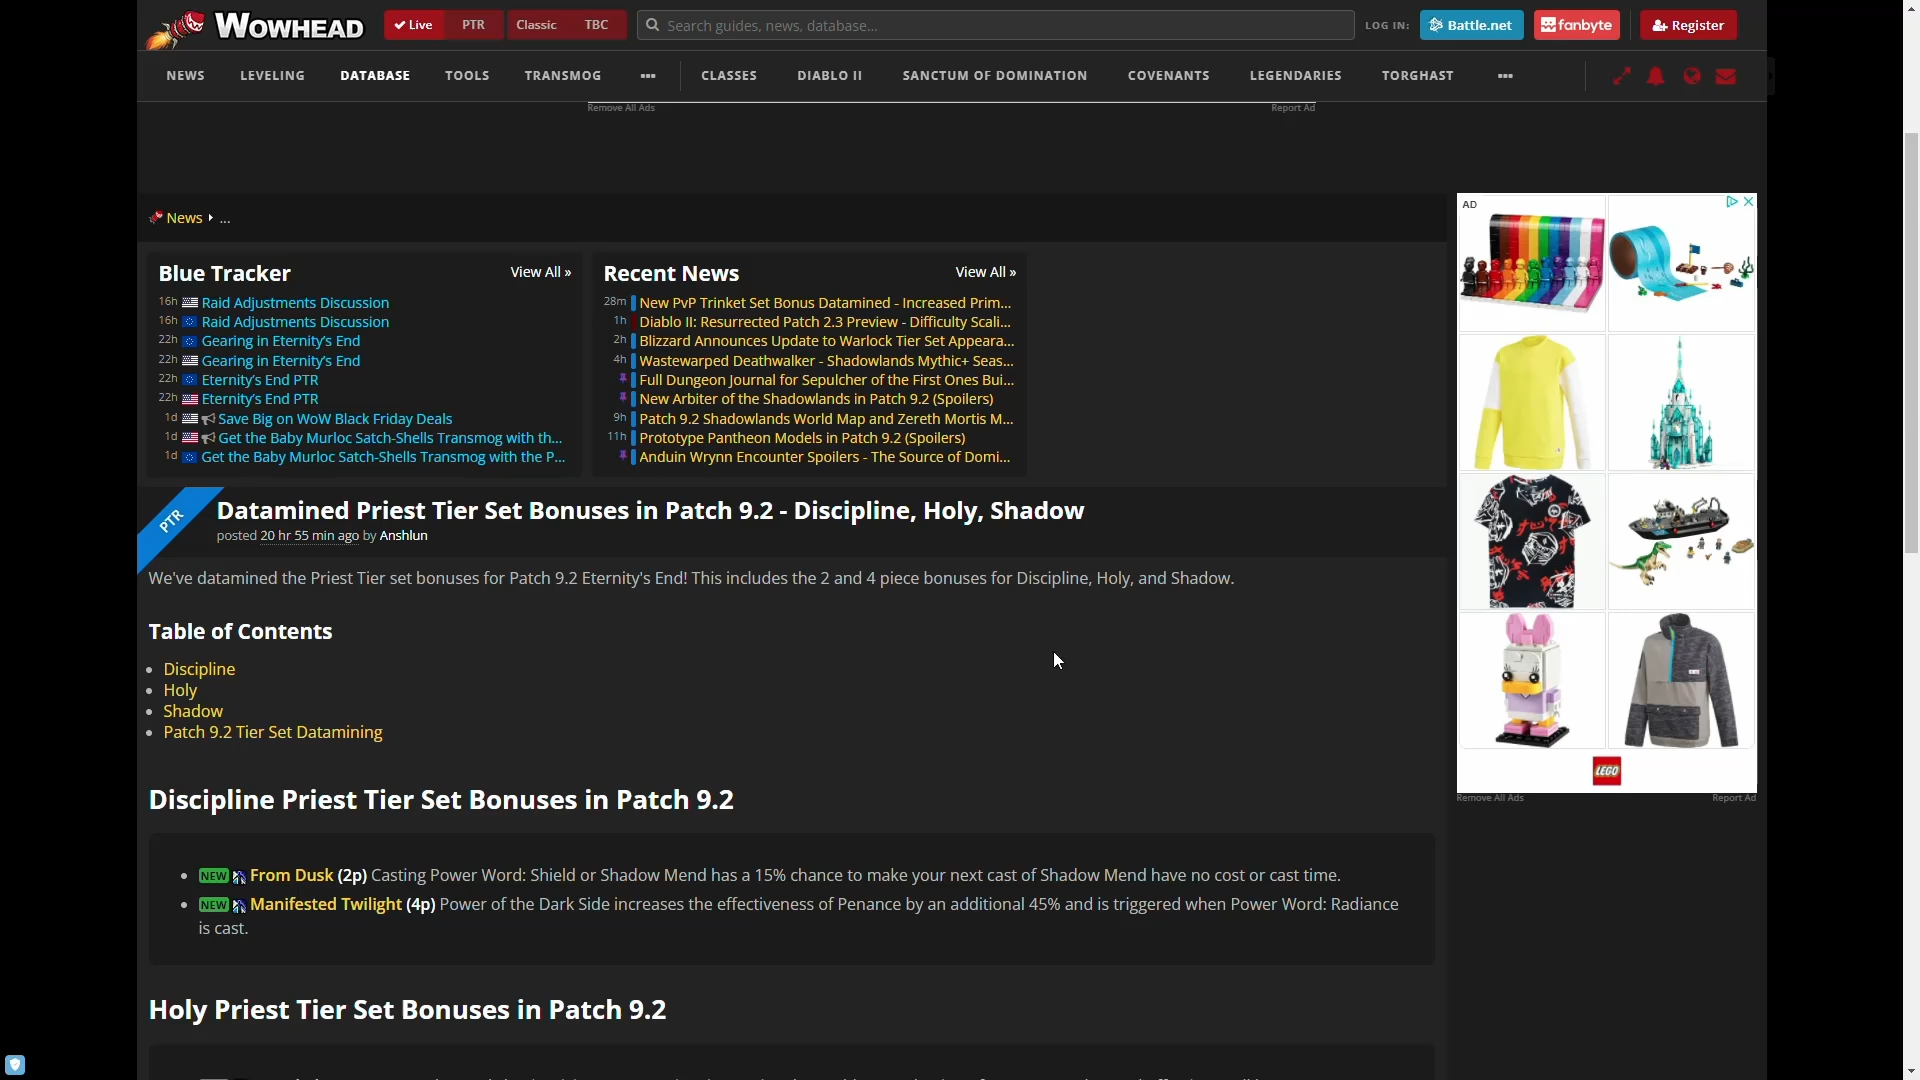 WOWHEAD
Live PTR Classic TBC
Search guides, news, database...
LOG IN: Battle.net fanbyte Register
NEWS LEVELING DATABASE TOOLS TRANSMOG ••• CLASSES DIABLO II SANCTUM OF DOMINATION COVENANTS LEGENDARIES TORGHAST •••
Remove All Ads Report Ad
News ...
AD
Blue Tracker View All »
16h Raid Adjustments Discussion
16h Raid Adjustments Discussion
22h Gearing in Eternity's End
22h Gearing in Eternity's End
22h Eternity's End PTR
22h Eternity's End PTR
1d Save Big on WoW Black Friday Deals
1d Get the Baby Murloc Satch-Shells Transmog with th...
1d Get the Baby Murloc Satch-Shells Transmog with the P...
Recent News View All »
28m New PvP Trinket Set Bonus Datamined - Increased Prim...
1h Diablo II: Resurrected Patch 2.3 Preview - Difficulty Scali...
2h Blizzard Announces Update to Warlock Tier Set Appeara...
4h Wastewarped Deathwalker - Shadowlands Mythic+ Seas...
Full Dungeon Journal for Sepulcher of the First Ones Bui...
New Arbiter of the Shadowlands in Patch 9.2 (Spoilers)
9h Patch 9.2 Shadowlands World Map and Zereth Mortis M...
11h Prototype Pantheon Models in Patch 9.2 (Spoilers)
Anduin Wrynn Encounter Spoilers - The Source of Domi...
PTR
Datamined Priest Tier Set Bonuses in Patch 9.2 - Discipline, Holy, Shadow
posted 20 hr 55 min ago by Anshlun
We've datamined the Priest Tier set bonuses for Patch 9.2 Eternity's End! This includes the 2 and 4 piece bonuses for Discipline, Holy, and Shadow.
Table of Contents
Discipline
Holy
Shadow
Patch 9.2 Tier Set Datamining
LEGO
Remove All Ads Report Ad
Discipline Priest Tier Set Bonuses in Patch 9.2
NEW From Dusk (2p) Casting Power Word: Shield or Shadow Mend has a 15% chance to make your next cast of Shadow Mend have no cost or cast time.
NEW Manifested Twilight (4p) Power of the Dark Side increases the effectiveness of Penance by an additional 45% and is triggered when Power Word: Radiance
is cast.
Holy Priest Tier Set Bonuses in Patch 9.2